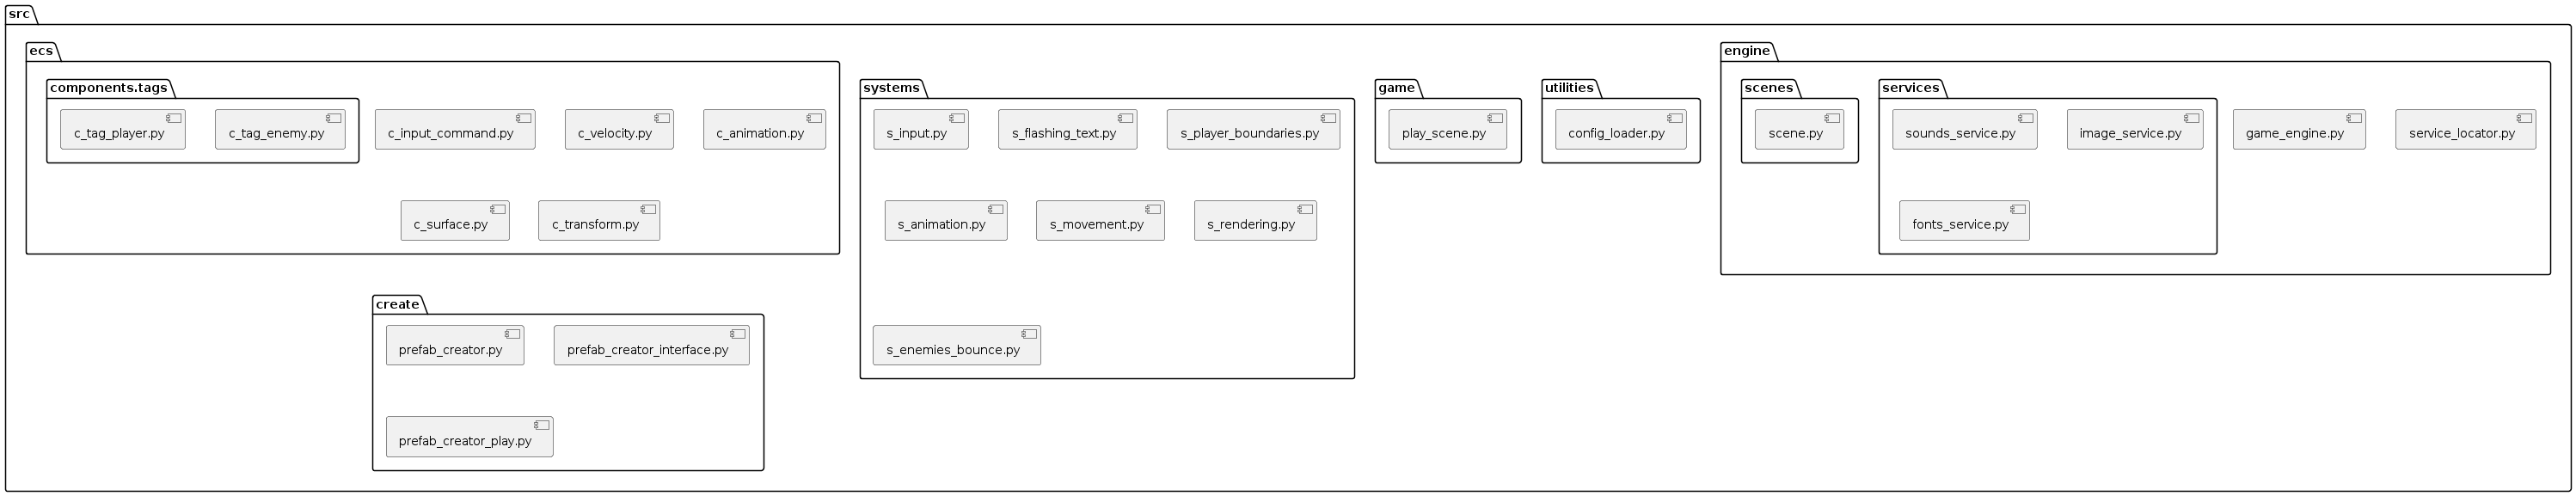 src
ecs
components.tags
c_tag_player.py
c_tag_enemy.py
c_input_command.py
c_velocity.py
c_animation.py
c_surface.py
c_transform.py
systems
s_input.py
s_flashing_text.py
s_player_boundaries.py
s_animation.py
s_movement.py
s_rendering.py
s_enemies_bounce.py
game
play_scene.py
utilities
config_loader.py
engine
scenes
scene.py
services
sounds_service.py
image_service.py
fonts_service.py
game_engine.py
service_locator.py
create
prefab_creator.py
prefab_creator_interface.py
prefab_creator_play.py